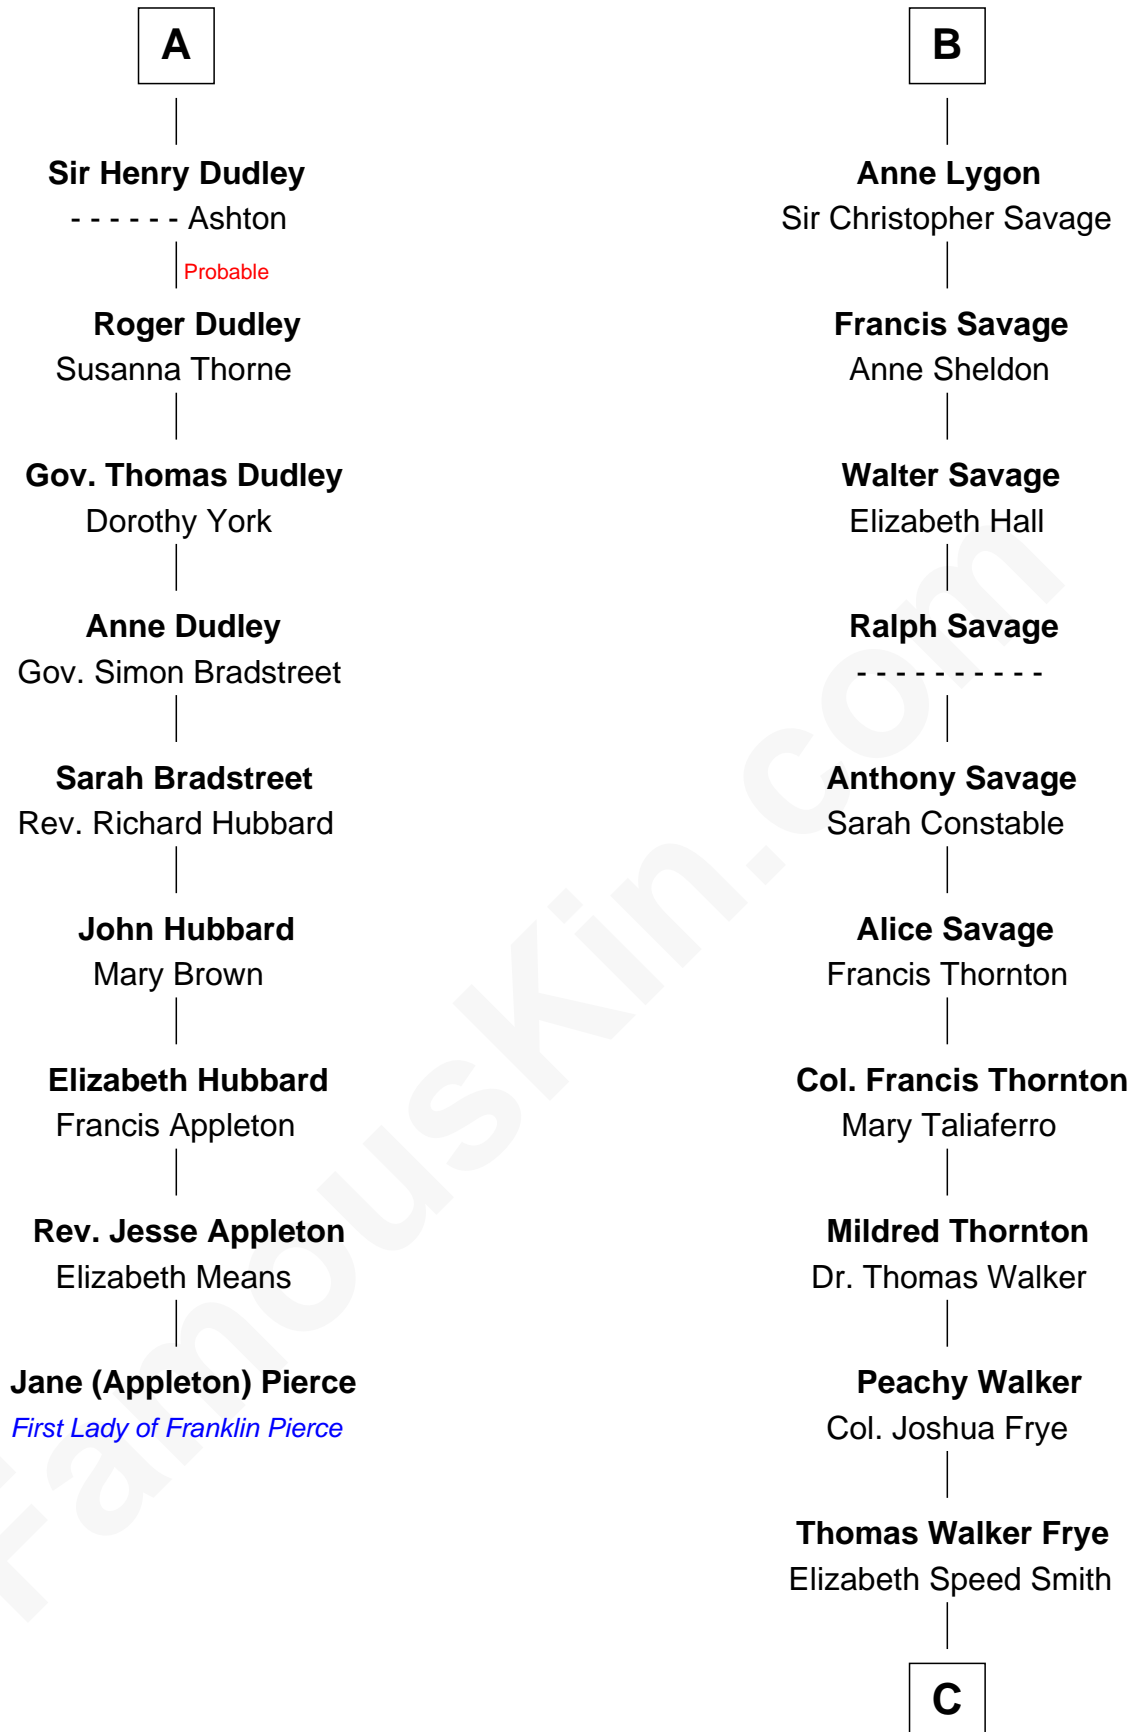 A
Sir Henry Dudley
- - - - - - Ashton
Probable
Roger Dudley
Susanna Thorne
Gov. Thomas Dudley
Dorothy York
Anne Dudley
Gov. Simon Bradstreet
Sarah Bradstreet
Rev. Richard Hubbard
John Hubbard
Mary Brown
Elizabeth Hubbard
Francis Appleton
Rev. Jesse Appleton
Elizabeth Means
Jane (Appleton) Pierce
First Lady of Franklin Pierce
B
Anne Lygon
Sir Christopher Savage
Francis Savage
Anne Sheldon
Walter Savage
Elizabeth Hall
Ralph Savage
- - - - - - - - - -
Anthony Savage
Sarah Constable
Alice Savage
Francis Thornton
Col. Francis Thornton
Mary Taliaferro
Mildred Thornton
Dr. Thomas Walker
Peachy Walker
Col. Joshua Frye
Thomas Walker Frye
Elizabeth Speed Smith
C
FamousKin.com